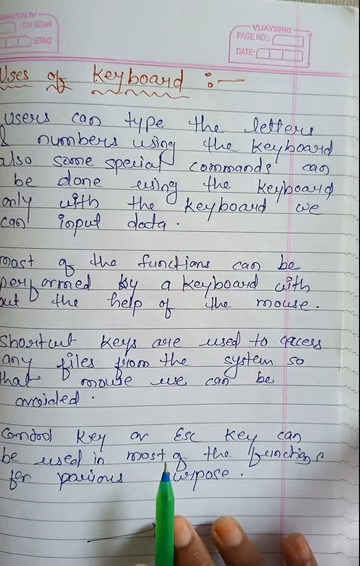 VIJAYSHRI
PAGE NO.:
DATE:
Uses of keyboard :-
Users can type the letters
& numbers using the keyboard
also some special commands can
be done using the keyboard
only with the keyboard we
can input data.
most of the functions can be
performed by a keyboard with
out the help of the mouse.
Shortcut keys are used to access
any files from the system so
that mouse use can be
avoided.
Control key or Esc key can
be used in most of the functions
for various purpose.